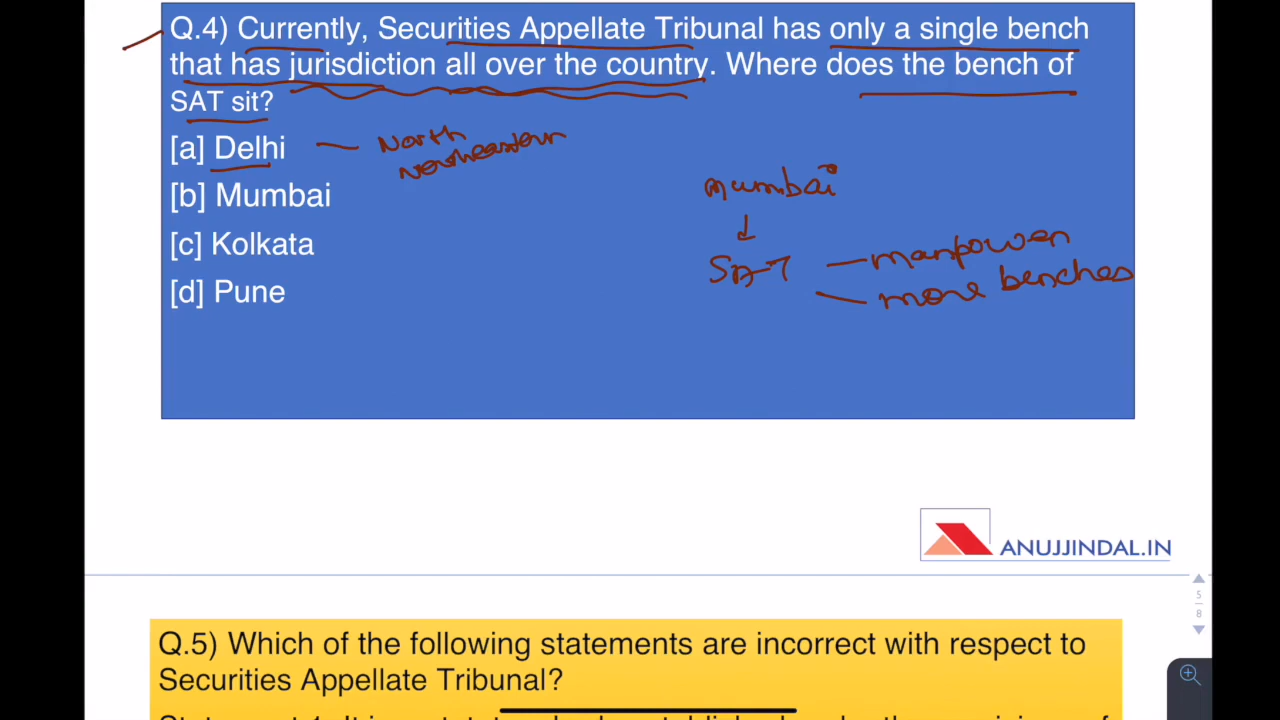 Q.4) Currently, Securities Appellate Tribunal has only a single bench
that has jurisdiction all over the country. Where does the bench of
SAT sit?
[a] Delhi
North
[b] Mumbai
[c] Kolkata
[d] Pune
mumbai
SAT
manpower
more benches
ANUJJINDAL.IN
5
8
Q.5) Which of the following statements are incorrect with respect to
Securities Appellate Tribunal?